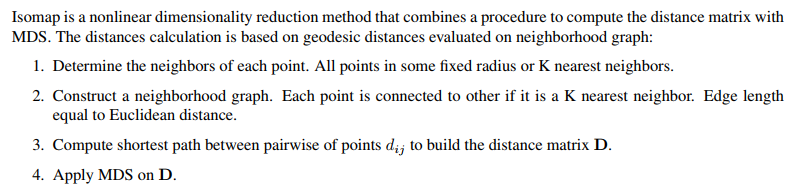 Isomap is a nonlinear dimensionality reduction method that combines a procedure to compute the distance matrix with
MDS. The distances calculation is based on geodesic distances evaluated on neighborhood graph:
1. Determine the neighbors of each point. All points in some fixed radius or K nearest neighbors.
2. Construct a neighborhood graph. Each point is connected to other if it is a K nearest neighbor. Edge length
equal to Euclidean distance.
3. Compute shortest path between pairwise of points d_{ij} to build the distance matrix D.
4. Apply MDS on D.